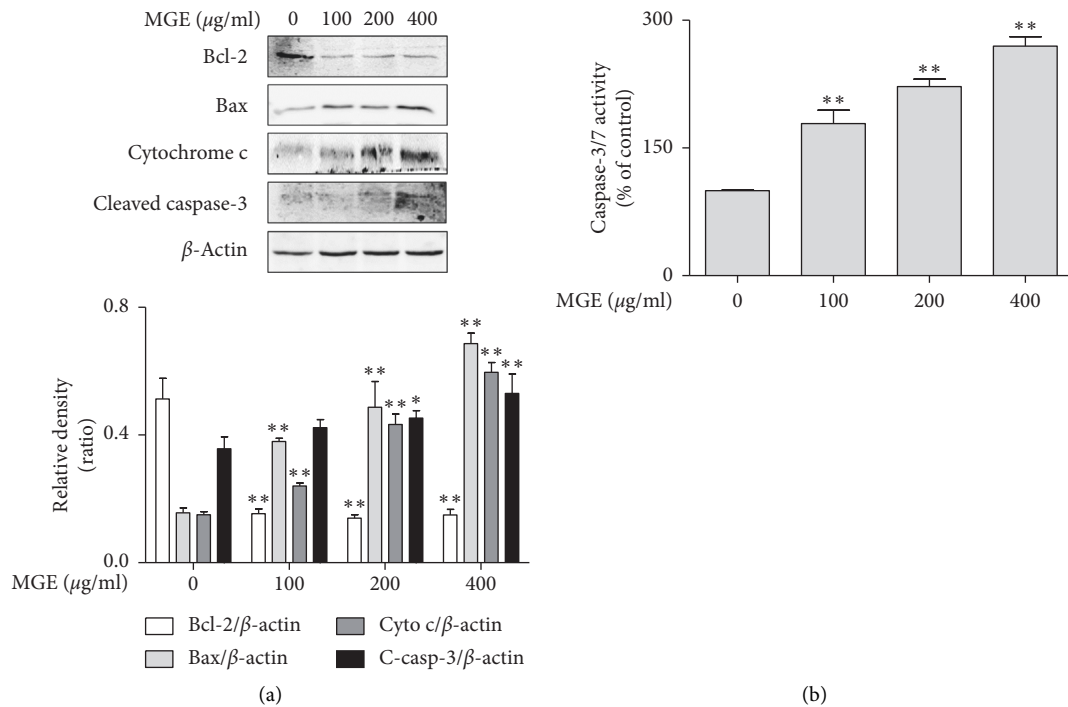 MGE (μg/ml) 0 100 200 400
Bcl-2
Bax
Cytochrome c
Cleaved caspase-3
β-Actin
0.8
0.4
0.0
Relative density
(ratio)
** ** **
** ** ** *
** ** ** **
MGE (μg/ml) 0 100 200 400
Bcl-2/β-actin Cyto c/β-actin
Bax/β-actin C-casp-3/β-actin
(a)
300
150
0
Caspase-3/7 activity
(% of control)
** ** **
MGE (μg/ml) 0 100 200 400
(b)